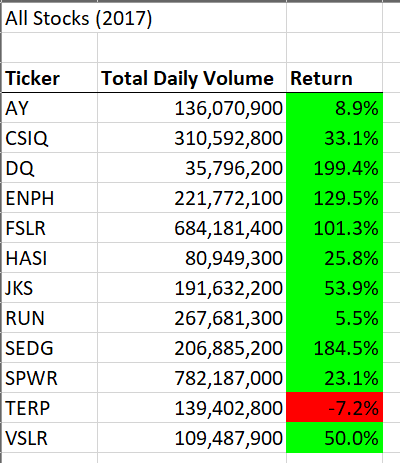 All Stocks (2017)
Ticker Total Daily Volume Return
AY 136,070,900 8.9%
CSIQ 310,592,800 33.1%
DQ 35,796,200 199.4%
ENPH 221,772,100 129.5%
FSLR 684,181,400 101.3%
HASI 80,949,300 25.8%
JKS 191,632,200 53.9%
RUN 267,681,300 5.5%
SEDG 206,885,200 184.5%
SPWR 782,187,000 23.1%
TERP 139,402,800 -7.2%
VSLR 109,487,900 50.0%